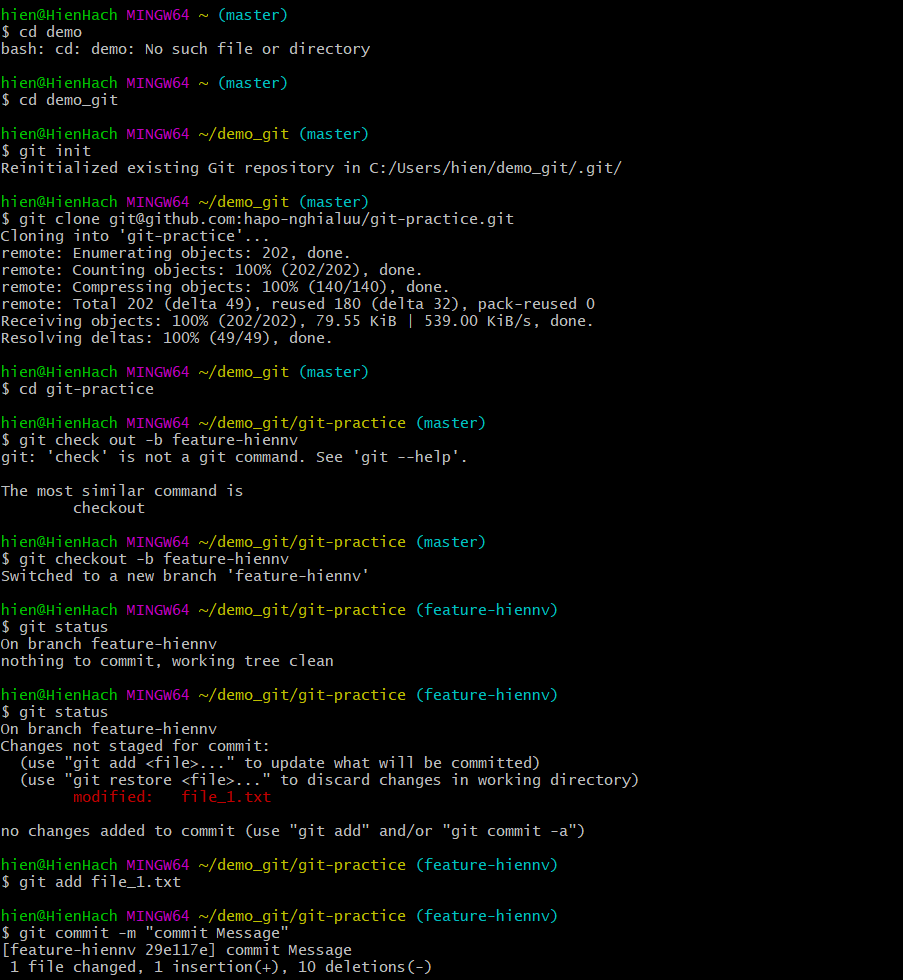 hien@HienHach MINGW64 ~ (master)
$ cd demo
bash: cd: demo: No such file or directory
hien@HienHach MINGW64 ~ (master)
$ cd demo_git
hien@HienHach MINGW64 ~/demo_git (master)
$ git init
Reinitialized existing Git repository in C:/Users/hien/demo_git/.git/
hien@HienHach MINGW64 ~/demo_git (master)
$ git clone git@github.com:hapo-nghialuu/git-practice.git
Cloning into 'git-practice'...
remote: Enumerating objects: 202, done.
remote: Counting objects: 100% (202/202), done.
remote: Compressing objects: 100% (140/140), done.
remote: Total 202 (delta 49), reused 180 (delta 32), pack-reused 0
Receiving objects: 100% (202/202), 79.55 KiB | 539.00 KiB/s, done.
Resolving deltas: 100% (49/49), done.
hien@HienHach MINGW64 ~/demo_git (master)
$ cd git-practice
hien@HienHach MINGW64 ~/demo_git/git-practice (master)
$ git check out -b feature-hiennv
git: 'check' is not a git command. See 'git --help'.
The most similar command is
checkout
hien@HienHach MINGW64 ~/demo_git/git-practice (master)
$ git checkout -b feature-hiennv
Switched to a new branch 'feature-hiennv'
hien@HienHach MINGW64 ~/demo_git/git-practice (feature-hiennv)
$ git status
On branch feature-hiennv
nothing to commit, working tree clean
hien@HienHach MINGW64 ~/demo_git/git-practice (feature-hiennv)
$ git status
On branch feature-hiennv
Changes not staged for commit:
(use "git add <file>..." to update what will be committed)
(use "git restore <file>..." to discard changes in working directory)
modified:   file_1.txt
no changes added to commit (use "git add" and/or "git commit -a")
hien@HienHach MINGW64 ~/demo_git/git-practice (feature-hiennv)
$ git add file_1.txt
hien@HienHach MINGW64 ~/demo_git/git-practice (feature-hiennv)
$ git commit -m "commit Message"
[feature-hiennv 29e117e] commit Message
1 file changed, 1 insertion(+), 10 deletions(-)